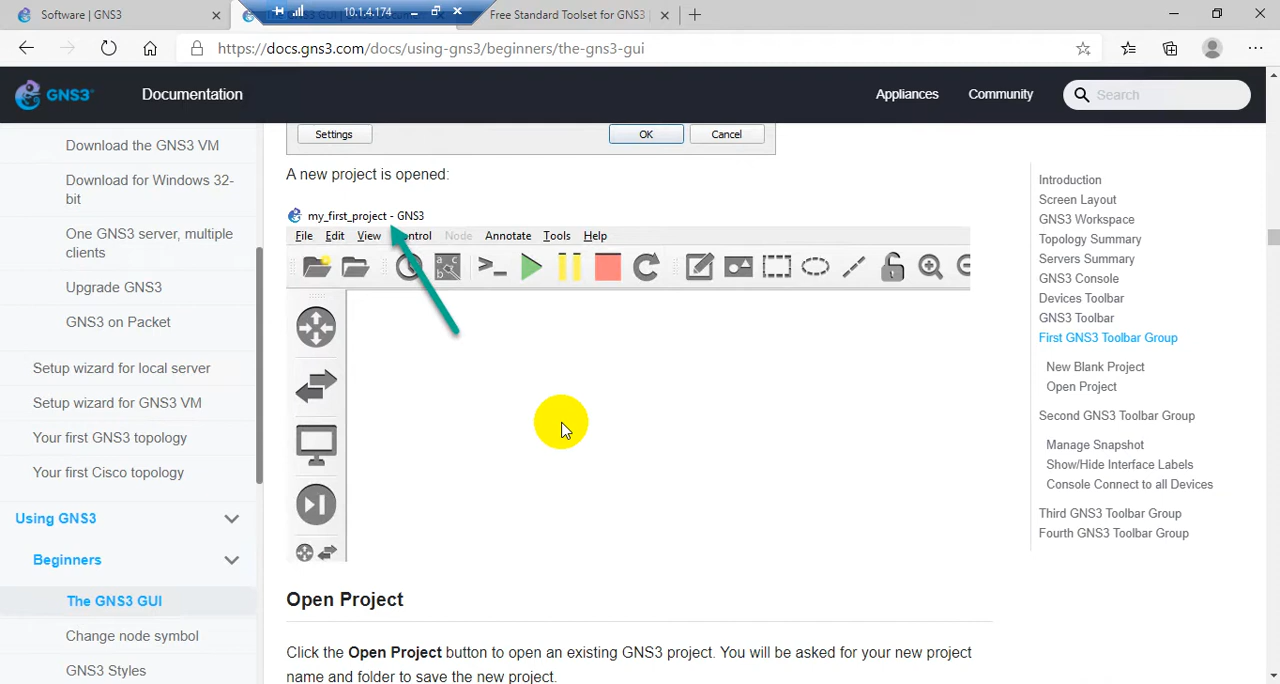 Software | GNS3
10.1.4.174
Free Standard Toolset for GNS3
https://docs.gns3.com/docs/using-gns3/beginners/the-gns3-gui
GNS3
Documentation
Appliances
Community
Search
Download the GNS3 VM
Download for Windows 32-
bit
One GNS3 server, multiple
clients
Upgrade GNS3
GNS3 on Packet
Setup wizard for local server
Setup wizard for GNS3 VM
Your first GNS3 topology
Your first Cisco topology
Using GNS3
Beginners
The GNS3 GUI
Change node symbol
GNS3 Styles
Settings
OK
Cancel
A new project is opened:
my_first_project - GNS3
File Edit View ontrol Node Annotate Tools Help
Open Project
Click the Open Project button to open an existing GNS3 project. You will be asked for your new project
name and folder to save the new project.
Introduction
Screen Layout
GNS3 Workspace
Topology Summary
Servers Summary
GNS3 Console
Devices Toolbar
GNS3 Toolbar
First GNS3 Toolbar Group
New Blank Project
Open Project
Second GNS3 Toolbar Group
Manage Snapshot
Show/Hide Interface Labels
Console Connect to all Devices
Third GNS3 Toolbar Group
Fourth GNS3 Toolbar Group